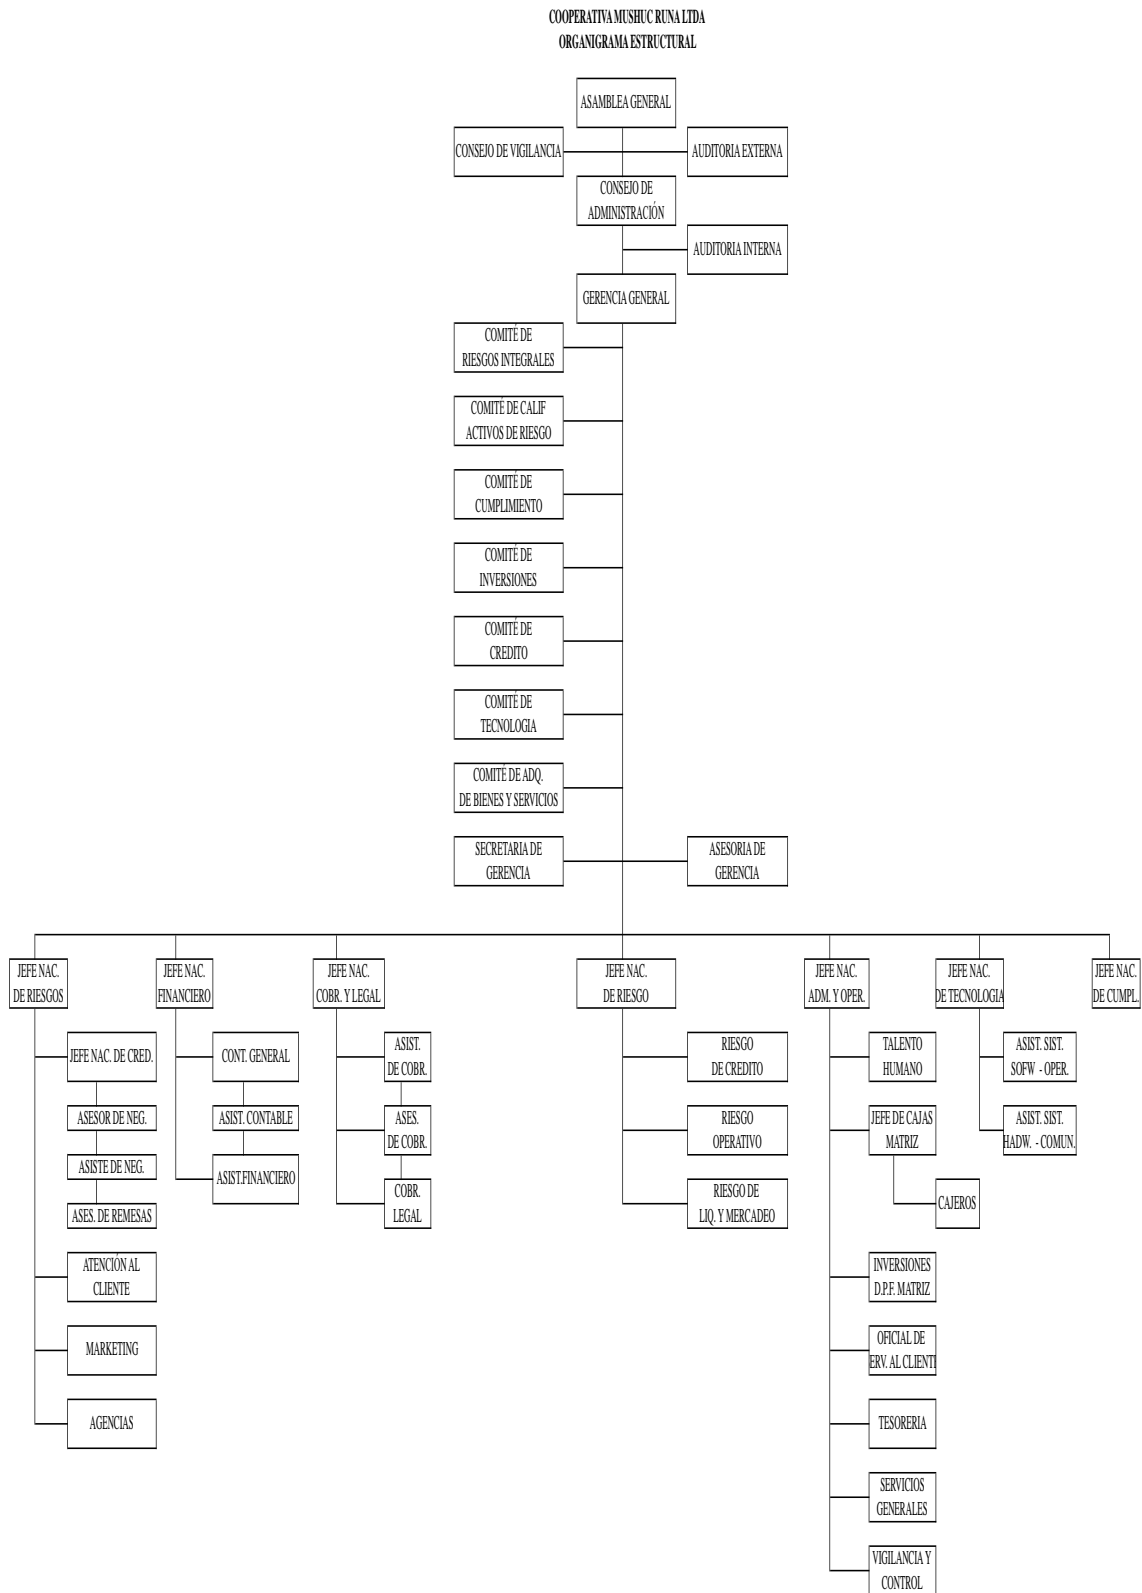 COOPERATIVA MUSHUC RUNA LTDA
ORGANIGRAMA ESTRUCTURAL
ASAMBLEA GENERAL
CONSEJO DE VIGILANCIA
AUDITORIA EXTERNA
CONSEJO DE
ADMINISTRACIÓN
AUDITORIA INTERNA
GERENCIA GENERAL
COMITÉ DE
RIESGOS INTEGRALES
COMITÉ DE CALIF
ACTIVOS DE RIESGO
COMITÉ DE
CUMPLIMIENTO
COMITÉ DE
INVERSIONES
COMITÉ DE
CREDITO
COMITÉ DE
TECNOLOGIA
COMITÉ DE ADQ.
DE BIENES Y SERVICIOS
SECRETARIA DE
GERENCIA
ASESORIA DE
GERENCIA
JEFE NAC.
DE RIESGOS
JEFE NAC.
FINANCIERO
JEFE NAC.
COBR. Y LEGAL
JEFE NAC.
DE RIESGO
JEFE NAC.
ADM. Y OPER.
JEFE NAC.
DE TECNOLOGIA
JEFE NAC.
DE CUMPL.
JEFE NAC. DE CRED.
ASESOR DE NEG.
ASISTE DE NEG.
ASES. DE REMESAS
ATENCIÓN AL
CLIENTE
MARKETING
AGENCIAS
CONT. GENERAL
ASIST. CONTABLE
ASIST.FINANCIERO
ASIST.
DE COBR.
ASES.
DE COBR.
COBR.
LEGAL
RIESGO
DE CREDITO
RIESGO
OPERATIVO
RIESGO DE
LIQ. Y MERCADEO
TALENTO
HUMANO
JEFE DE CAJAS
MATRIZ
CAJEROS
INVERSIONES
D.P.F. MATRIZ
OFICIAL DE
ERV. AL CLIENTE
TESORERIA
SERVICIOS
GENERALES
VIGILANCIA Y
CONTROL
ASIST. SIST.
SOFW - OPER.
ASIST. SIST.
HADW. - COMUN.